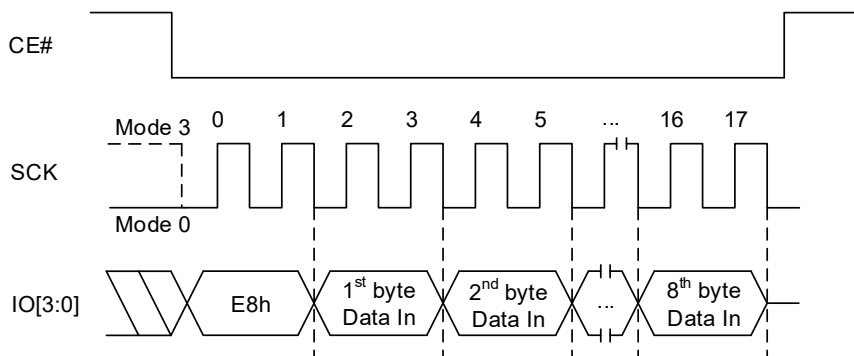 CE#
Mode 3
0 1 2 3 4 5 ... 16 17
SCK
Mode 0
IO[3:0]
E8h
1st byte
Data In
2nd byte
Data In
...
8th byte
Data In